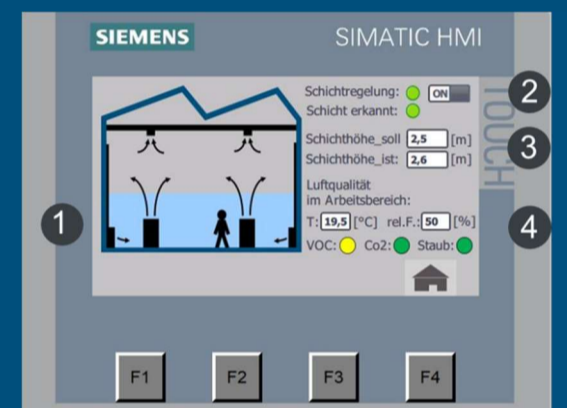 SIEMENS
SIMATIC HMI
TOUCH
Schichtregelung: ON
Schicht erkannt:
Schichthöhe_soll 2,5 [m]
Schichthöhe_ist: 2,6 [m]
Luftqualität
im Arbeitsbereich:
T: 19,5 [°C] rel.F.: 50 [%]
VOC: Co2: Staub:
1
2
3
4
F1 F2 F3 F4